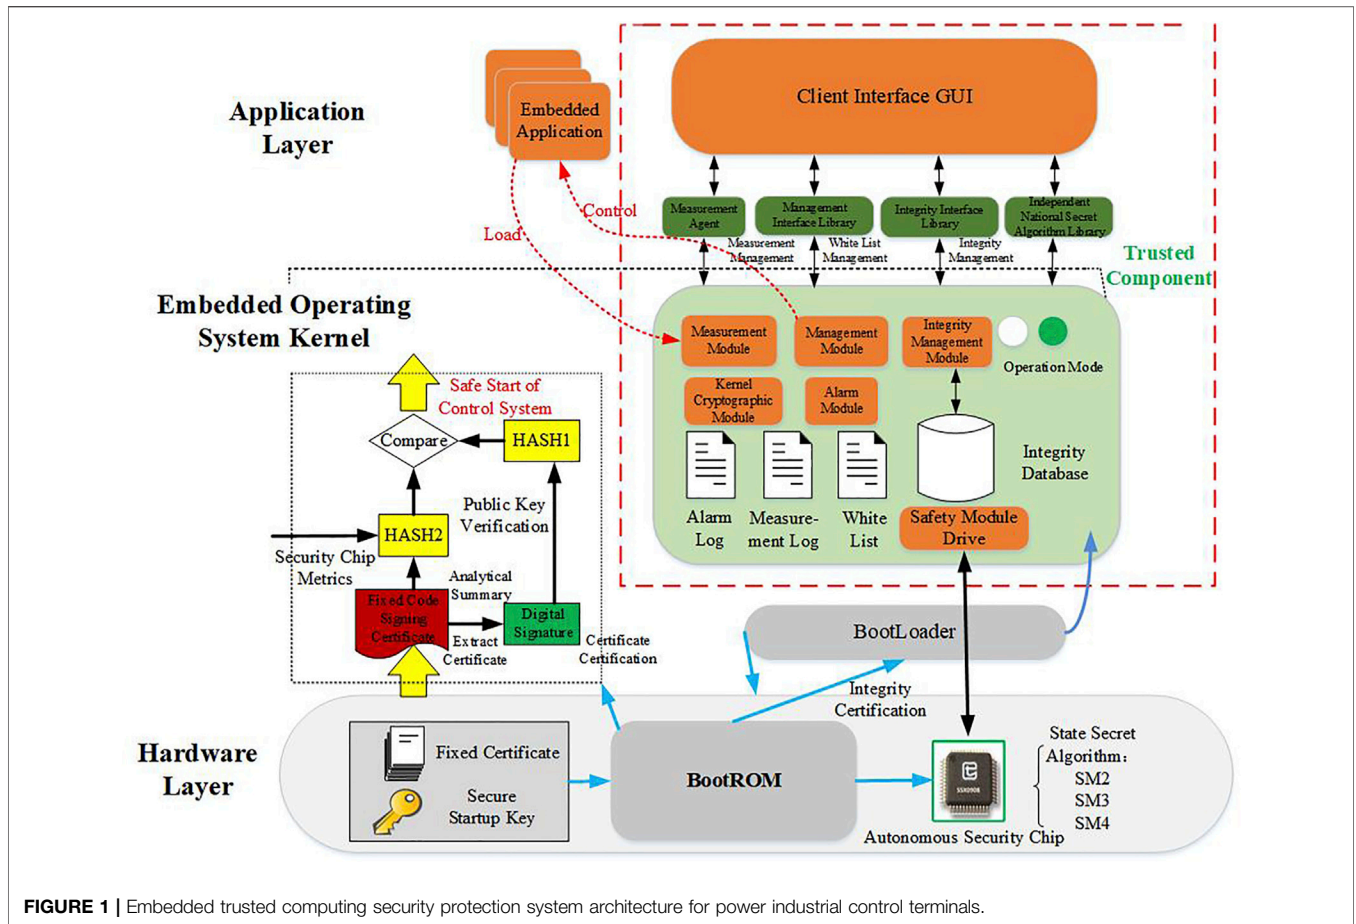 Application
Layer
Embedded
Application
Client Interface GUI
Load
Control
Measurement
Agent
Management
Interface Library
Integrity Interface
Library
Independent
National Secret
Algorithm Library
Measurement
Management
White List
Management
Integrity
Management
Trusted
Component
Embedded Operating
System Kernel
Measurement
Module
Management
Module
Integrity
Management
Module
Operation Mode
Kernel
Cryptographic
Module
Alarm
Module
Integrity
Database
Alarm
Log
Measure-
ment Log
White
List
Safety Module
Drive
Safe Start of
Control System
Compare
HASH1
Public Key
Verification
HASH2
Security Chip
Metrics
Analytical
Summary
Fixed Code
Signing
Certificate
Extract
Certificate
Digital
Signature
Certificate
Certification
BootLoader
Integrity
Certification
Hardware
Layer
Fixed Certificate
Secure
Startup Key
BootROM
SSX0908
Autonomous Security Chip
State Secret
Algorithm:
SM2
SM3
SM4
FIGURE 1 | Embedded trusted computing security protection system architecture for power industrial control terminals.